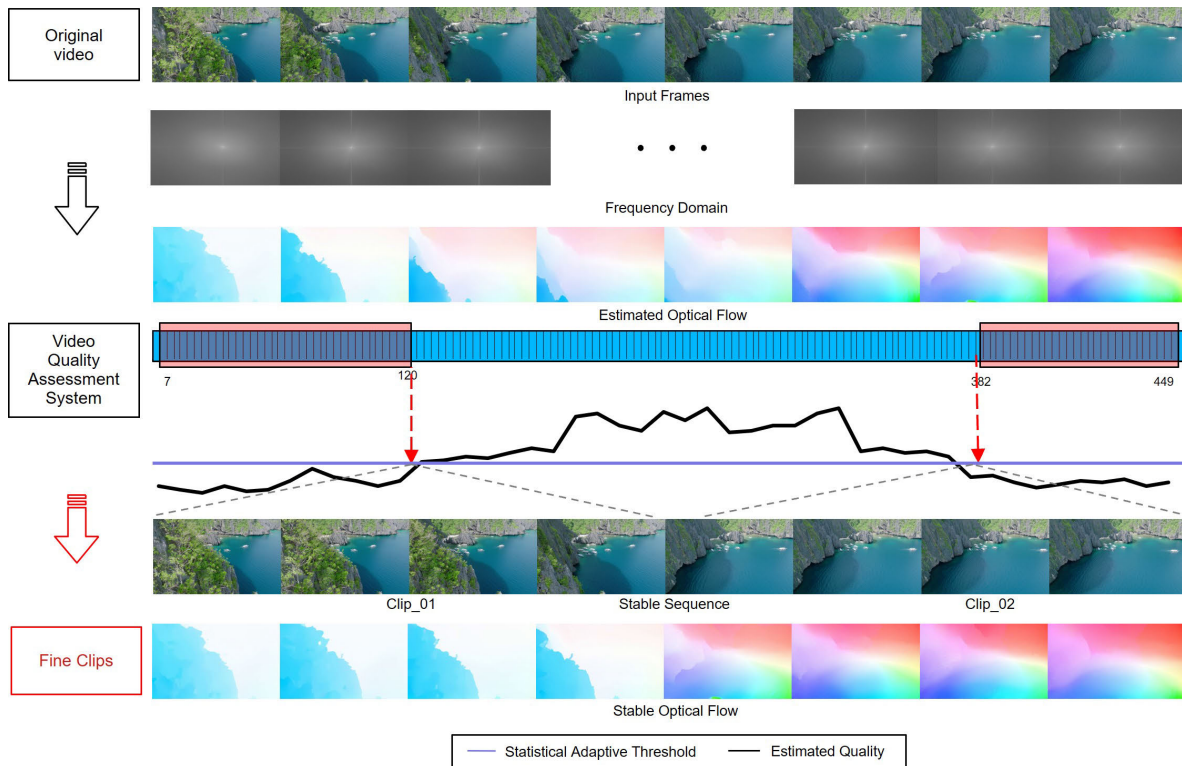 Original
video
Input Frames
Frequency Domain
Estimated Optical Flow
Video
Quality
Assessment
System
7
120
382
449
Clip_01
Stable Sequence
Clip_02
Fine Clips
Stable Optical Flow
Statistical Adaptive Threshold
Estimated Quality